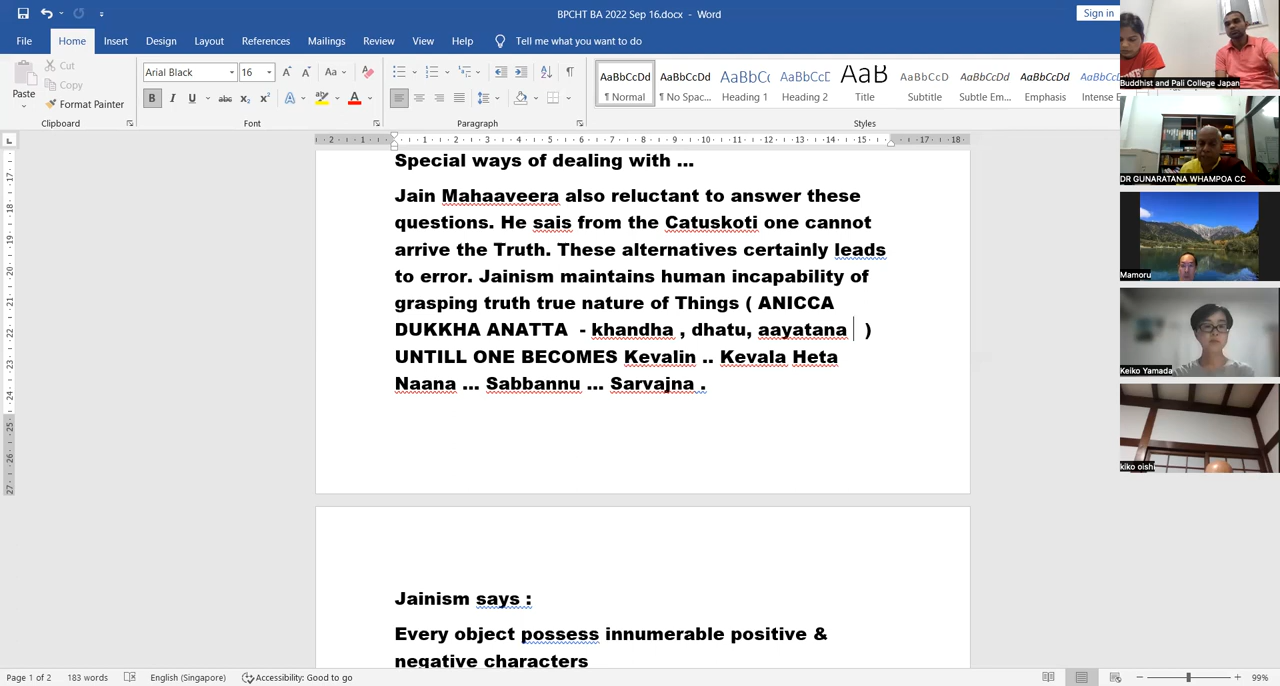 BPCHT BA 2022 Sep 16.docx - Word
Sign in
File Home Insert Design Layout References Mailings Review View Help Tell me what you want to do
Paste
Cut
Copy
Format Painter
Clipboard
Arial Black 16
Font
Paragraph
AaBbCcDd AaBbCcDd AaBbCc AaBbCcD AaB AaBbCcD AaBbCcDd AaBbCcDd
¶ Normal ¶ No Spac... Heading 1 Heading 2 Title Subtitle Subtle Em... Emphasis Intense E
Styles
Special ways of dealing with ...
Jain Mahaaveera also reluctant to answer these
questions. He sais from the Catuskoti one cannot
arrive the Truth. These alternatives certainly leads
to error. Jainism maintains human incapability of
grasping truth true nature of Things ( ANICCA
DUKKHA ANATTA - khandha , dhatu, aayatana )
UNTILL ONE BECOMES Kevalin .. Kevala Heta
Naana ... Sabbannu ... Sarvajna .
Jainism says :
Every object possess innumerable positive &
negative characters
Buddhist and Pali College Japan
DR GUNARATANA WHAMPOA CC
Mamoru
Keiko Yamada
kiko oishi
Page 1 of 2 183 words English (Singapore) Accessibility: Good to go 99%